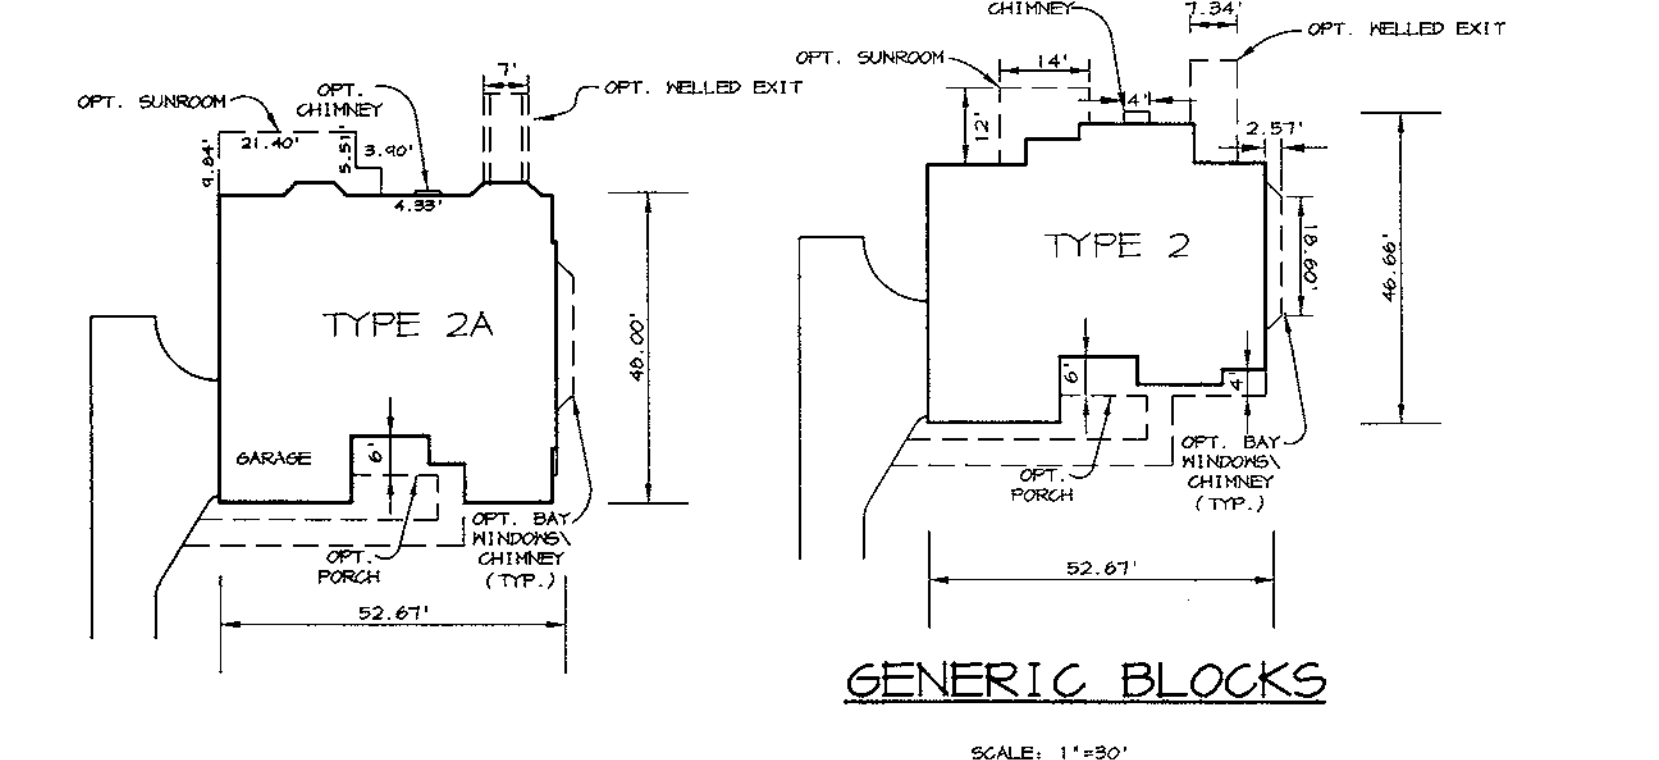 OPT. SUNROOM
OPT.
CHIMNEY
7'
OPT. WELLED EXIT
9.84'
21.40'
5.51'
3.90'
4.33'
TYPE 2A
48.00'
GARAGE
6'
OPT.
PORCH
OPT. BAY
WINDOWS\
CHIMNEY
(TYP.)
52.67'
CHIMNEY
7.34'
OPT. WELLED EXIT
OPT. SUNROOM
14'
4'
12'
2.57'
TYPE 2
18.60'
46.66'
6'
4'
OPT.
PORCH
OPT. BAY
WINDOWS\
CHIMNEY
(TYP.)
52.67'
GENERIC BLOCKS
SCALE: 1"=30'